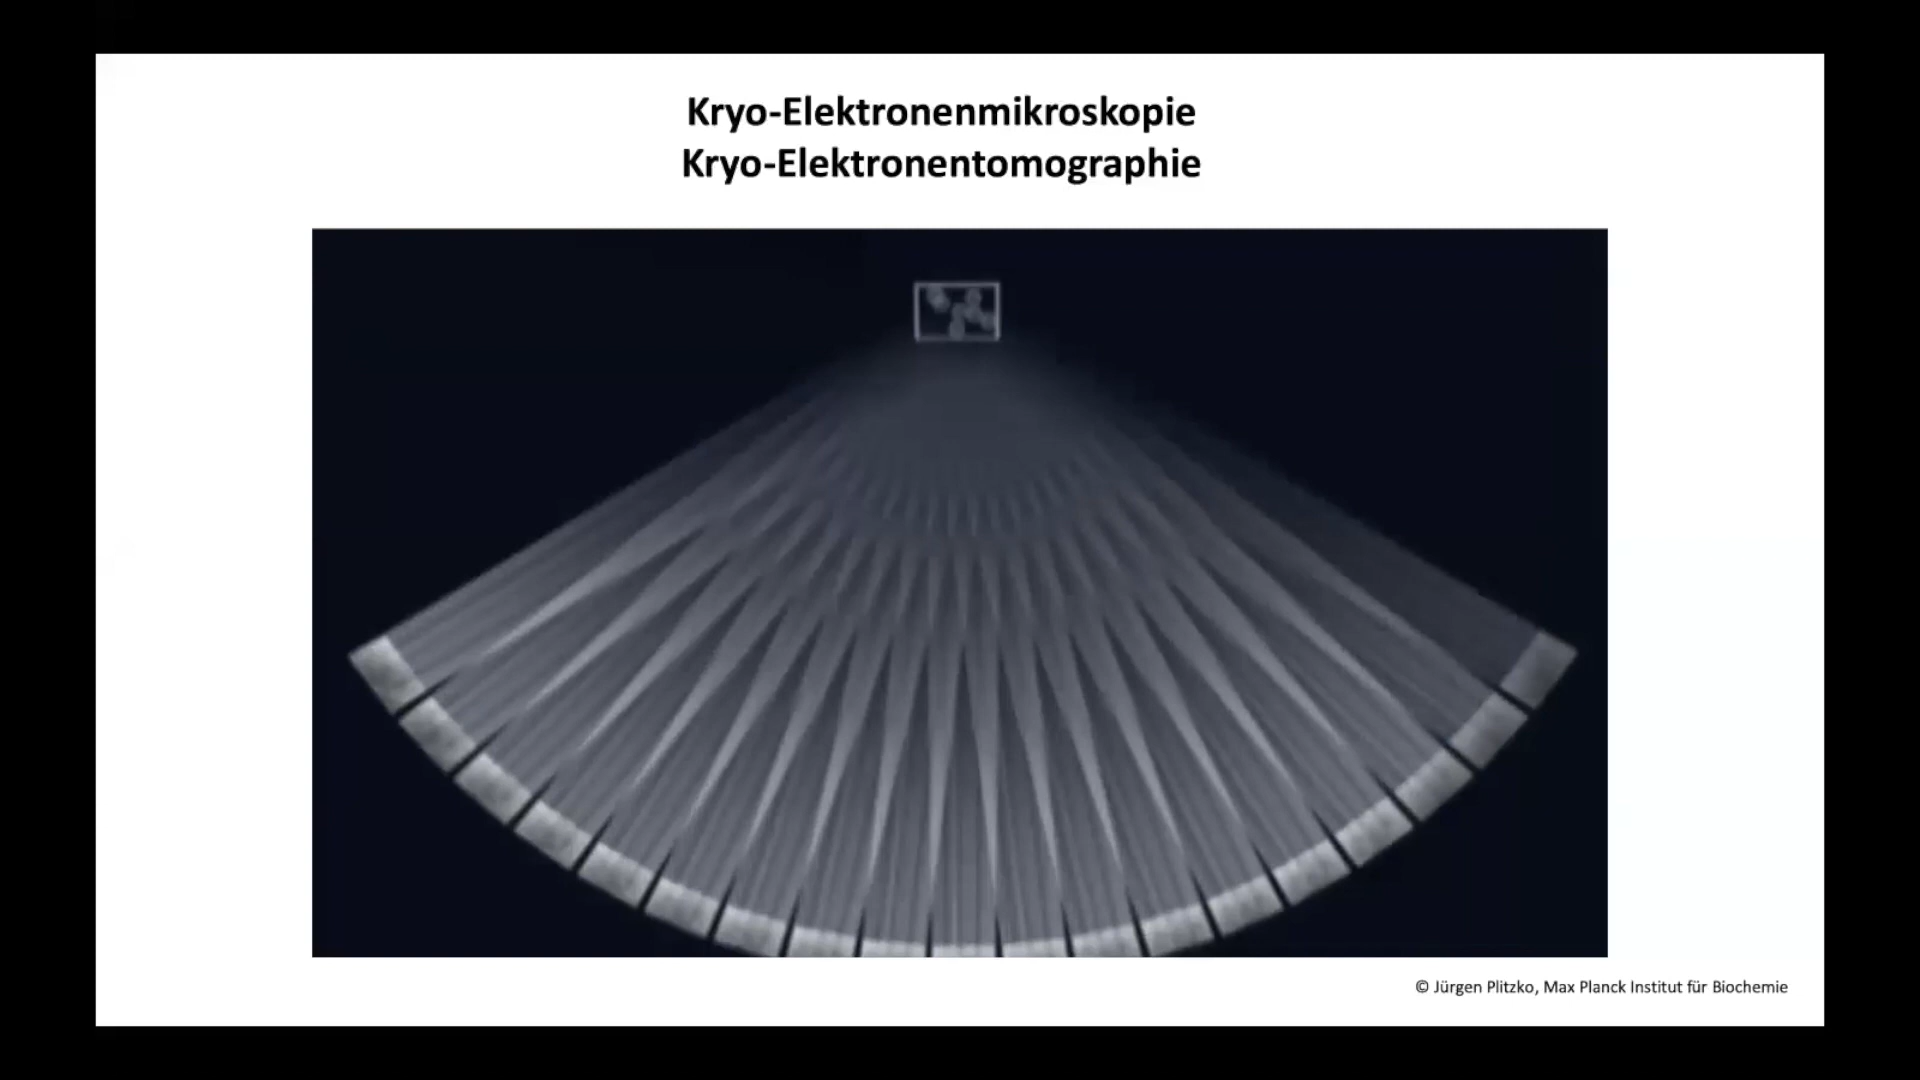 Kryo-Elektronenmikroskopie
Kryo-Elektronentomographie
© Jürgen Plitzko, Max Planck Institut für Biochemie